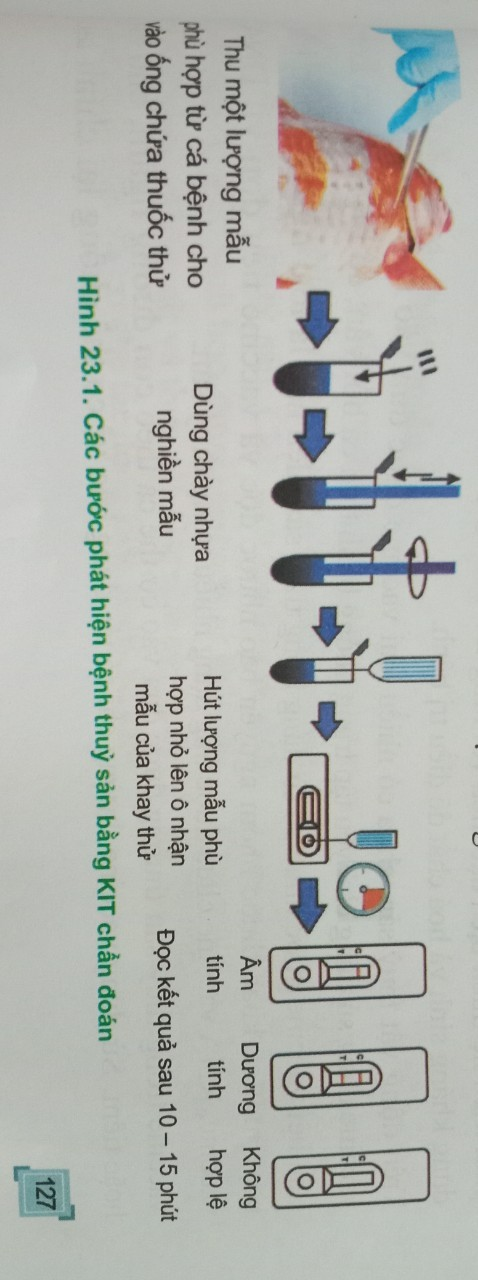 Thu một lượng mẫu
phù hợp từ cá bệnh cho
vào ống chứa thuốc thử
Dùng chày nhựa
nghiền mẫu
Hút lượng mẫu phù
hợp nhỏ lên ô nhận
mẫu của khay thử
C
T
C
T
C
T
Âm
tính
Dương
tính
Không
hợp lệ
Đọc kết quả sau 10 – 15 phút
Hình 23.1. Các bước phát hiện bệnh thuỷ sản bằng KIT chẩn đoán
127